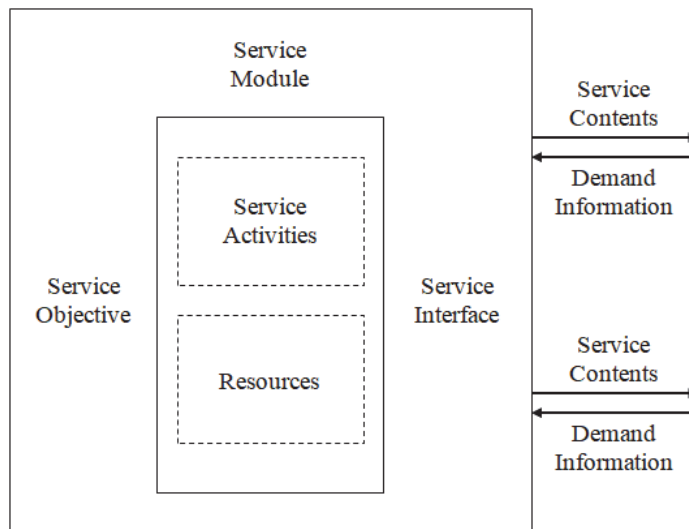 Service
Module
Service
Contents
Demand
Information
Service
Activities
Service
Objective
Service
Interface
Resources
Service
Contents
Demand
Information